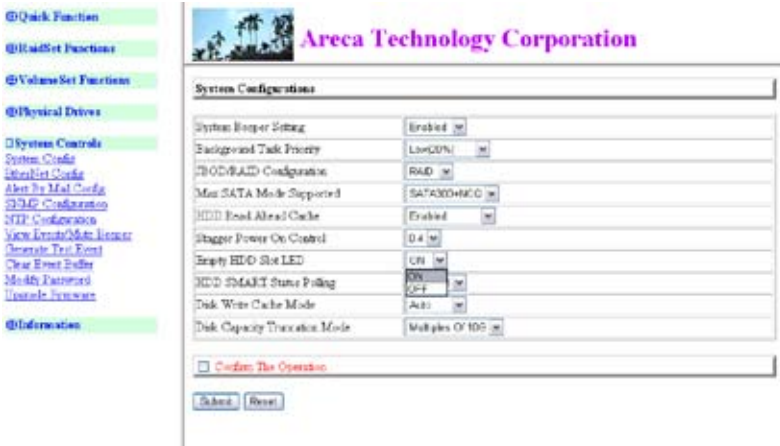 Quick Function
RaidSet Functions
VolumeSet Functions
Physical Drives
System Controls
System Config
EtherNet Config
Alert By Mail Config
SNMP Configuration
NTP Configuration
View Events/Mute Beeper
Generate Test Event
Clear Event Buffer
Modify Password
Upgrade Firmware
Information
Areca Technology Corporation
System Configurations
System Beeper Setting Enabled
Background Task Priority Low(20%)
JBOD/RAID Configuration RAID
Max SATA Mode Supported SATA300+NCQ
HDD Read Ahead Cache Enabled
Stagger Power On Control 0.4
Empty HDD Slot LED ON
ON
OFF
HDD SMART Status Polling
Disk Write Cache Mode Auto
Disk Capacity Truncation Mode Multiples Of 10G
Confirm The Operation
Submit Reset